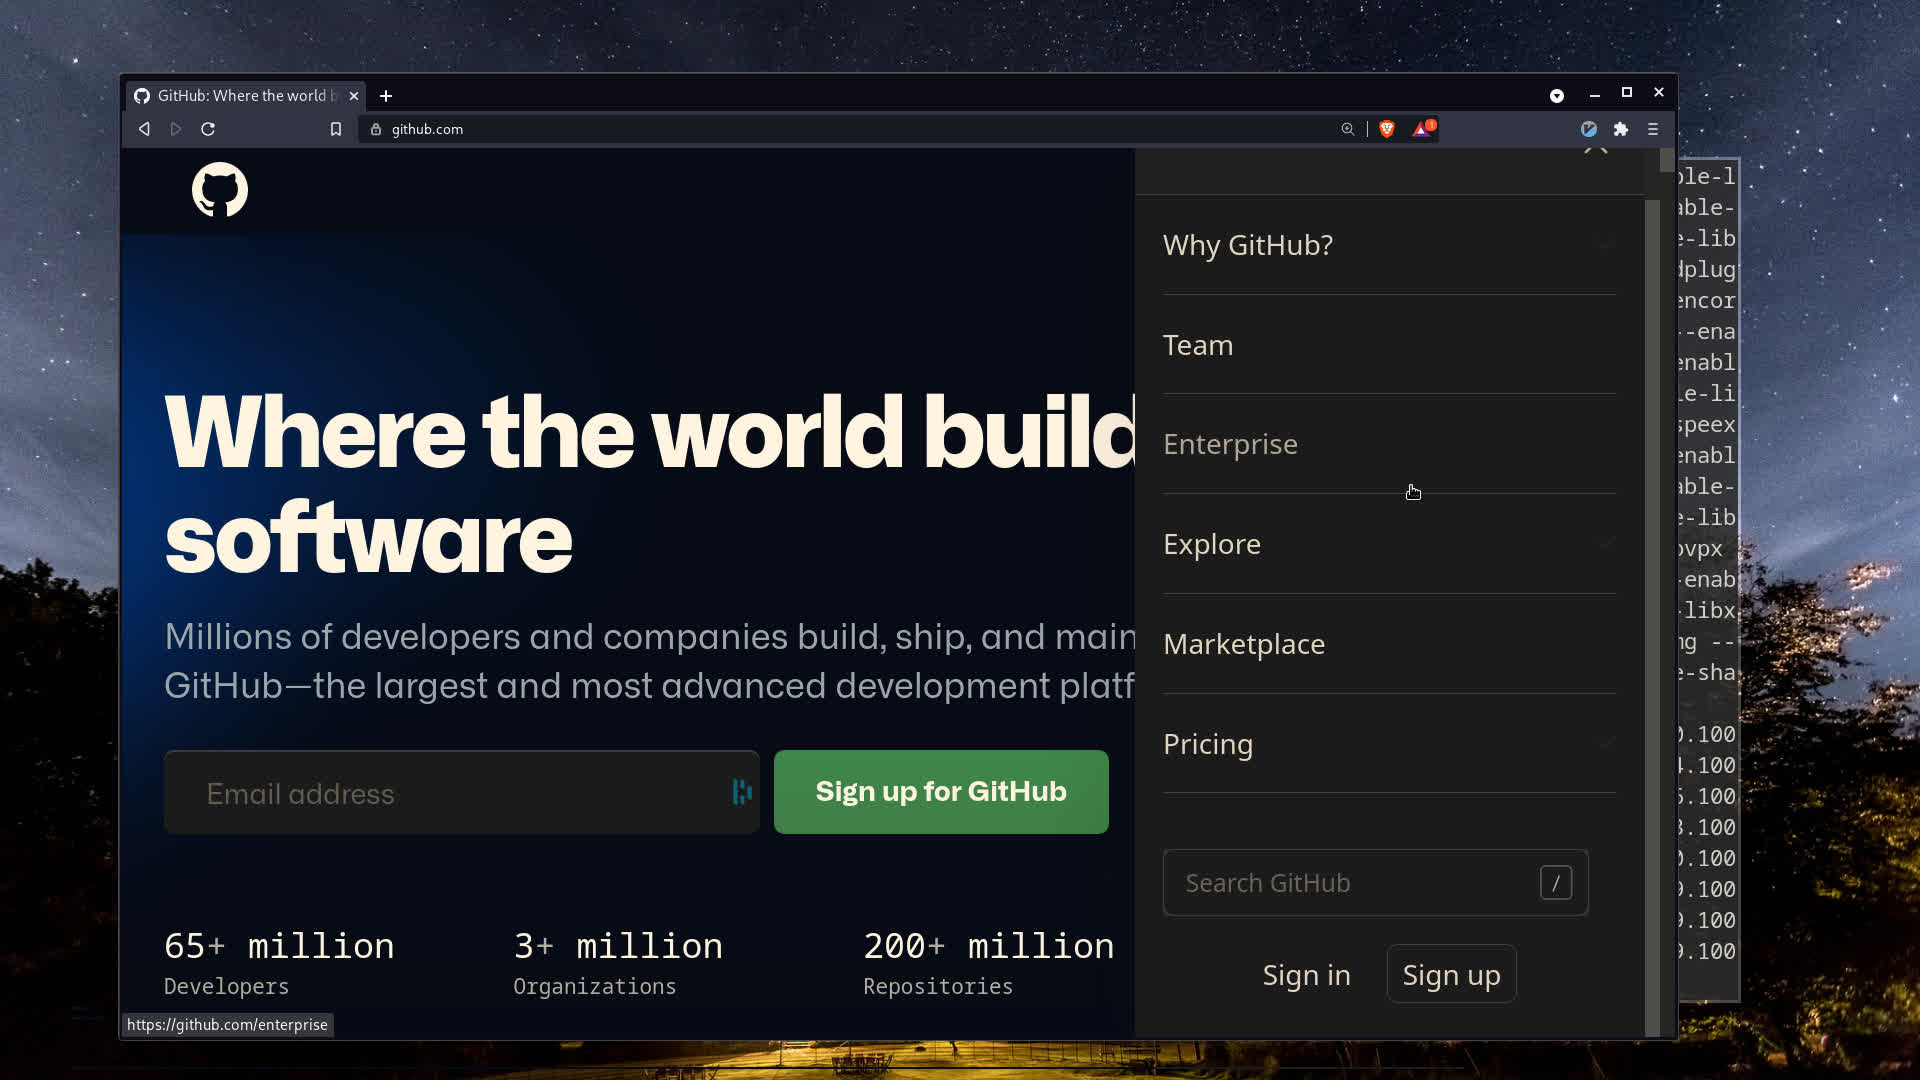 GitHub: Where the world b
github.com
1
Why GitHub?
Team
Enterprise
Explore
Marketplace
Pricing
Search GitHub
/
Sign in
Sign up
Where the world build
software
Millions of developers and companies build, ship, and main
GitHub—the largest and most advanced development platf
Email address
Sign up for GitHub
65+ million
Developers
3+ million
Organizations
200+ million
Repositories
https://github.com/enterprise
ble-l
able-
e-lib
dplug
encor
--ena
enabl
le-li
speex
enabl
able-
e-lib
ovpx
-enab
-libx
ng --
e-sha
.100
.100
.100
.100
.100
.100
.100
.100